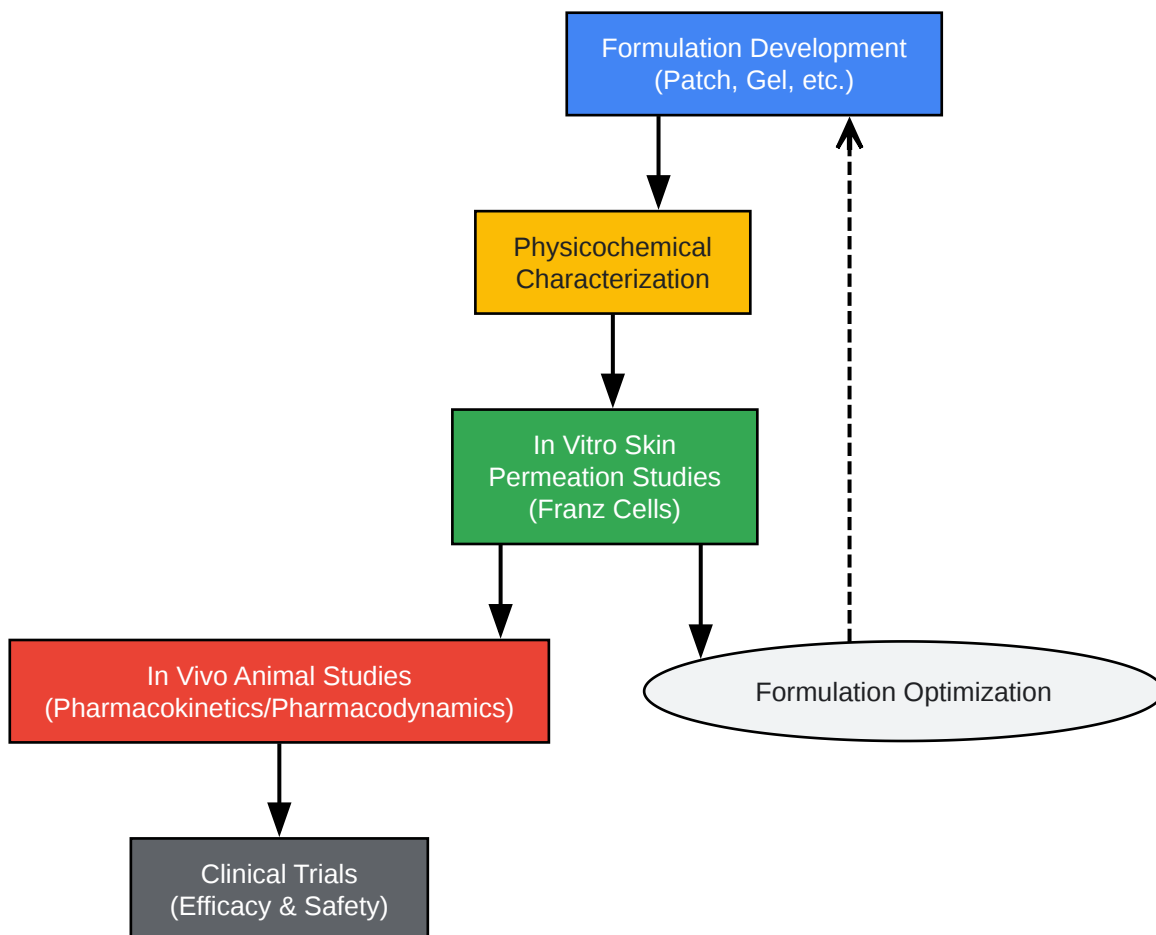 Formulation Development
(Patch, Gel, etc.)
Physicochemical
Characterization
In Vitro Skin
Permeation Studies
(Franz Cells)
In Vivo Animal Studies
(Pharmacokinetics/Pharmacodynamics)
Formulation Optimization
Clinical Trials
(Efficacy & Safety)